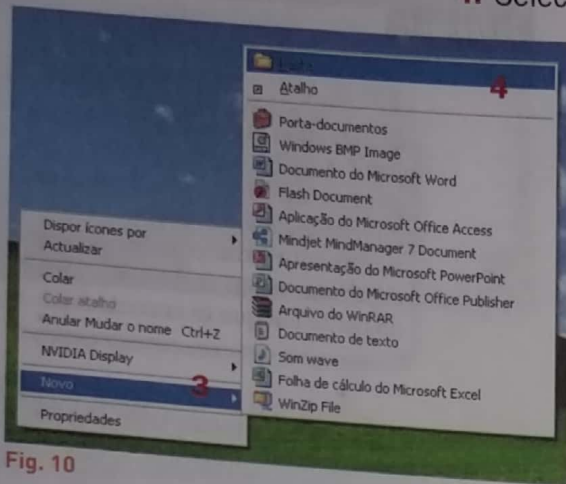 Selec
4
Atalho
Porta-documentos
Windows BMP Image
Documento do Microsoft Word
Flash Document
Aplicação do Microsoft Office Access
Mindjet MindManager 7 Document
Apresentação do Microsoft PowerPoint
Documento do Microsoft Office Publisher
Arquivo do WinRAR
Documento de texto
Som wave
Folha de cálculo do Microsoft Excel
WinZip File
Dispor ícones por
Actualizar
Colar
Colar atalho
Anular Mudar o nome Ctrl+Z
NVIDIA Display
Novo 3
Propriedades
Fig. 10